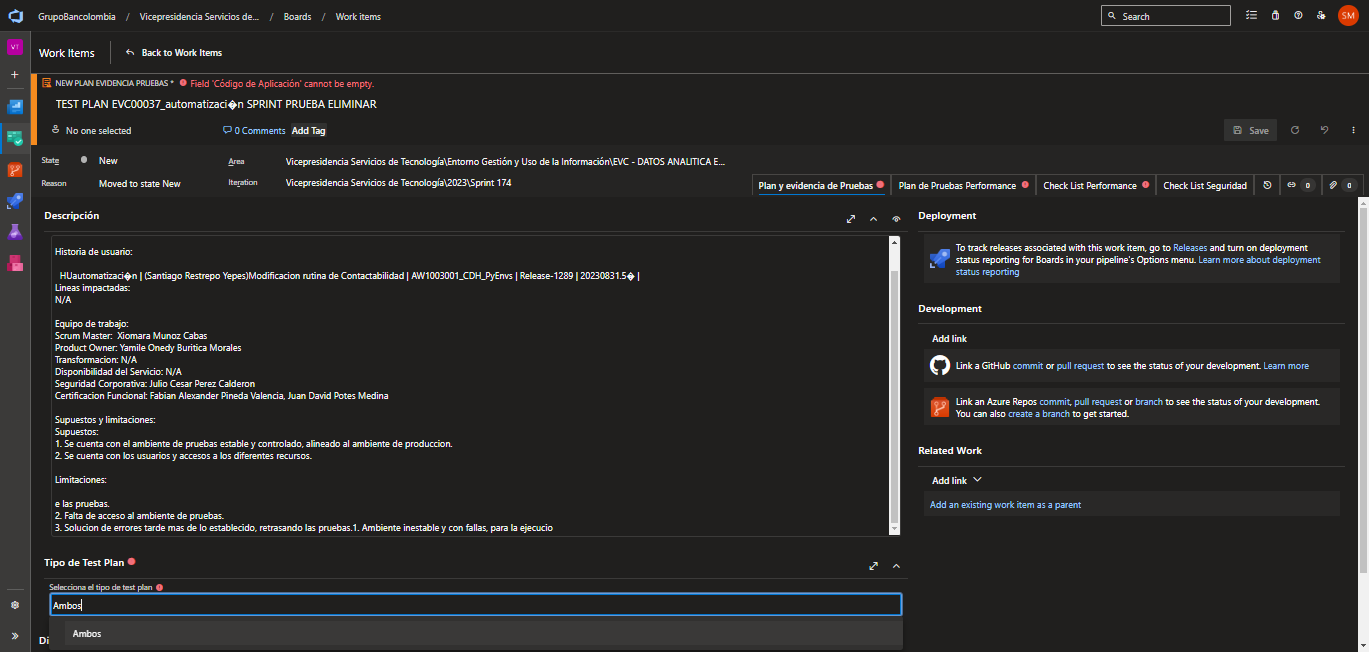 GrupoBancolombia / Vicepresidencia Servicios de... / Boards / Work items
Search
SM
VT
Work Items
Back to Work Items
NEW PLAN EVIDENCIA PRUEBAS * Field 'Código de Aplicación' cannot be empty.
TEST PLAN EVC00037_automatizaci�n SPRINT PRUEBA ELIMINAR
No one selected
0 Comments
Add Tag
Save
State
New
Area
Vicepresidencia Servicios de Tecnología\Entorno Gestión y Uso de la Información\EVC - DATOS ANALITICA E...
Reason
Moved to state New
Iteration
Vicepresidencia Servicios de Tecnología\2023\Sprint 174
Plan y evidencia de Pruebas
Plan de Pruebas Performance
Check List Performance
Check List Seguridad
0
0
Descripción
Historia de usuario:
HUautomatizaci�n | (Santiago Restrepo Yepes)Modificacion rutina de Contactabilidad | AW1003001_CDH_PyEnvs | Release-1289 | 20230831.5� |
Lineas impactadas:
N/A
Equipo de trabajo:
Scrum Master: Xiomara Munoz Cabas
Product Owner: Yamile Onedy Buritica Morales
Transformacion: N/A
Disponibilidad del Servicio: N/A
Seguridad Corporativa: Julio Cesar Perez Calderon
Certificacion Funcional: Fabian Alexander Pineda Valencia, Juan David Potes Medina
Supuestos y limitaciones:
Supuestos:
1. Se cuenta con el ambiente de pruebas estable y controlado, alineado al ambiente de produccion.
2. Se cuenta con los usuarios y accesos a los diferentes recursos.
Limitaciones:
e las pruebas.
2. Falta de acceso al ambiente de pruebas.
3. Solucion de errores tarde mas de lo establecido, retrasando las pruebas.1. Ambiente inestable y con fallas, para la ejecucio
Tipo de Test Plan
Selecciona el tipo de test plan
Ambos
Ambos
Di
Deployment
To track releases associated with this work item, go to Releases and turn on deployment
status reporting for Boards in your pipeline's Options menu. Learn more about deployment
status reporting
Development
Add link
Link a GitHub commit or pull request to see the status of your development. Learn more
Link an Azure Repos commit, pull request or branch to see the status of your development.
You can also create a branch to get started.
Related Work
Add link
Add an existing work item as a parent